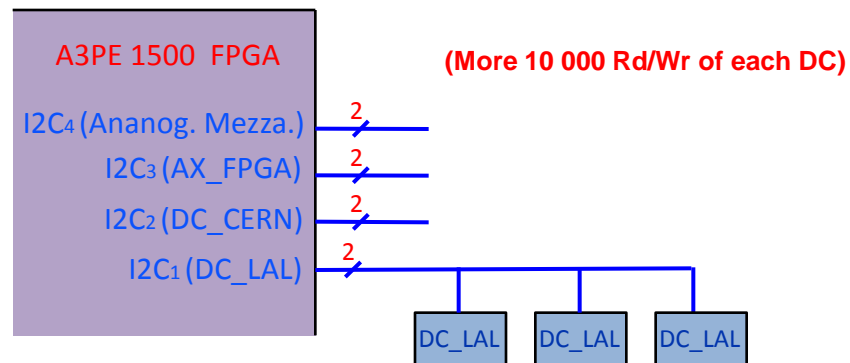 A3PE 1500 FPGA
(More 10 000 Rd/Wr of each DC)
I2C4 (Ananog. Mezza.)
2
I2C3 (AX_FPGA)
2
I2C2 (DC_CERN)
2
I2C1 (DC_LAL)
2
DC_LAL
DC_LAL
DC_LAL